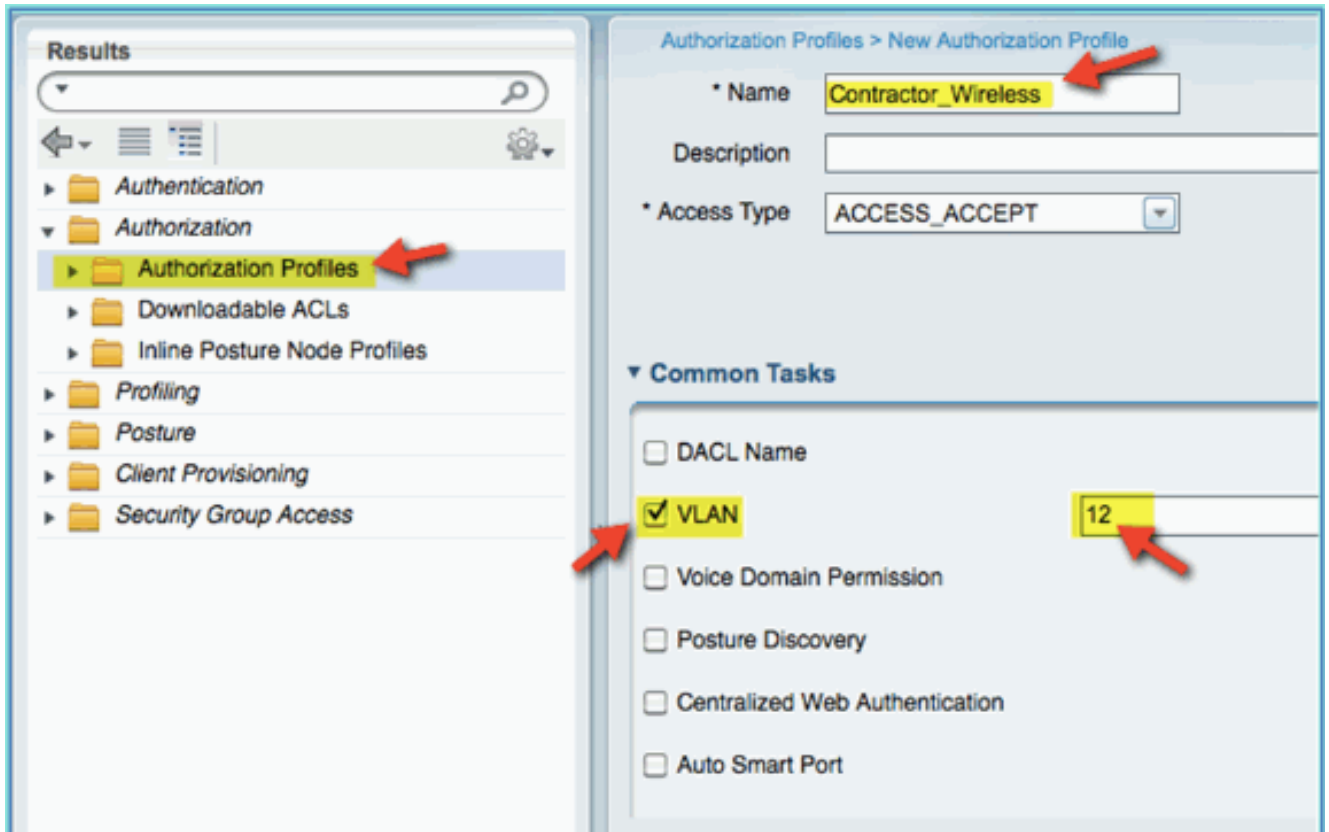 Results
Authentication
Authorization
Authorization Profiles
Downloadable ACLs
Inline Posture Node Profiles
Profiling
Posture
Client Provisioning
Security Group Access
Authorization Profiles > New Authorization Profile
* Name Contractor_Wireless
Description
* Access Type ACCESS_ACCEPT
Common Tasks
DACL Name
VLAN 12
Voice Domain Permission
Posture Discovery
Centralized Web Authentication
Auto Smart Port